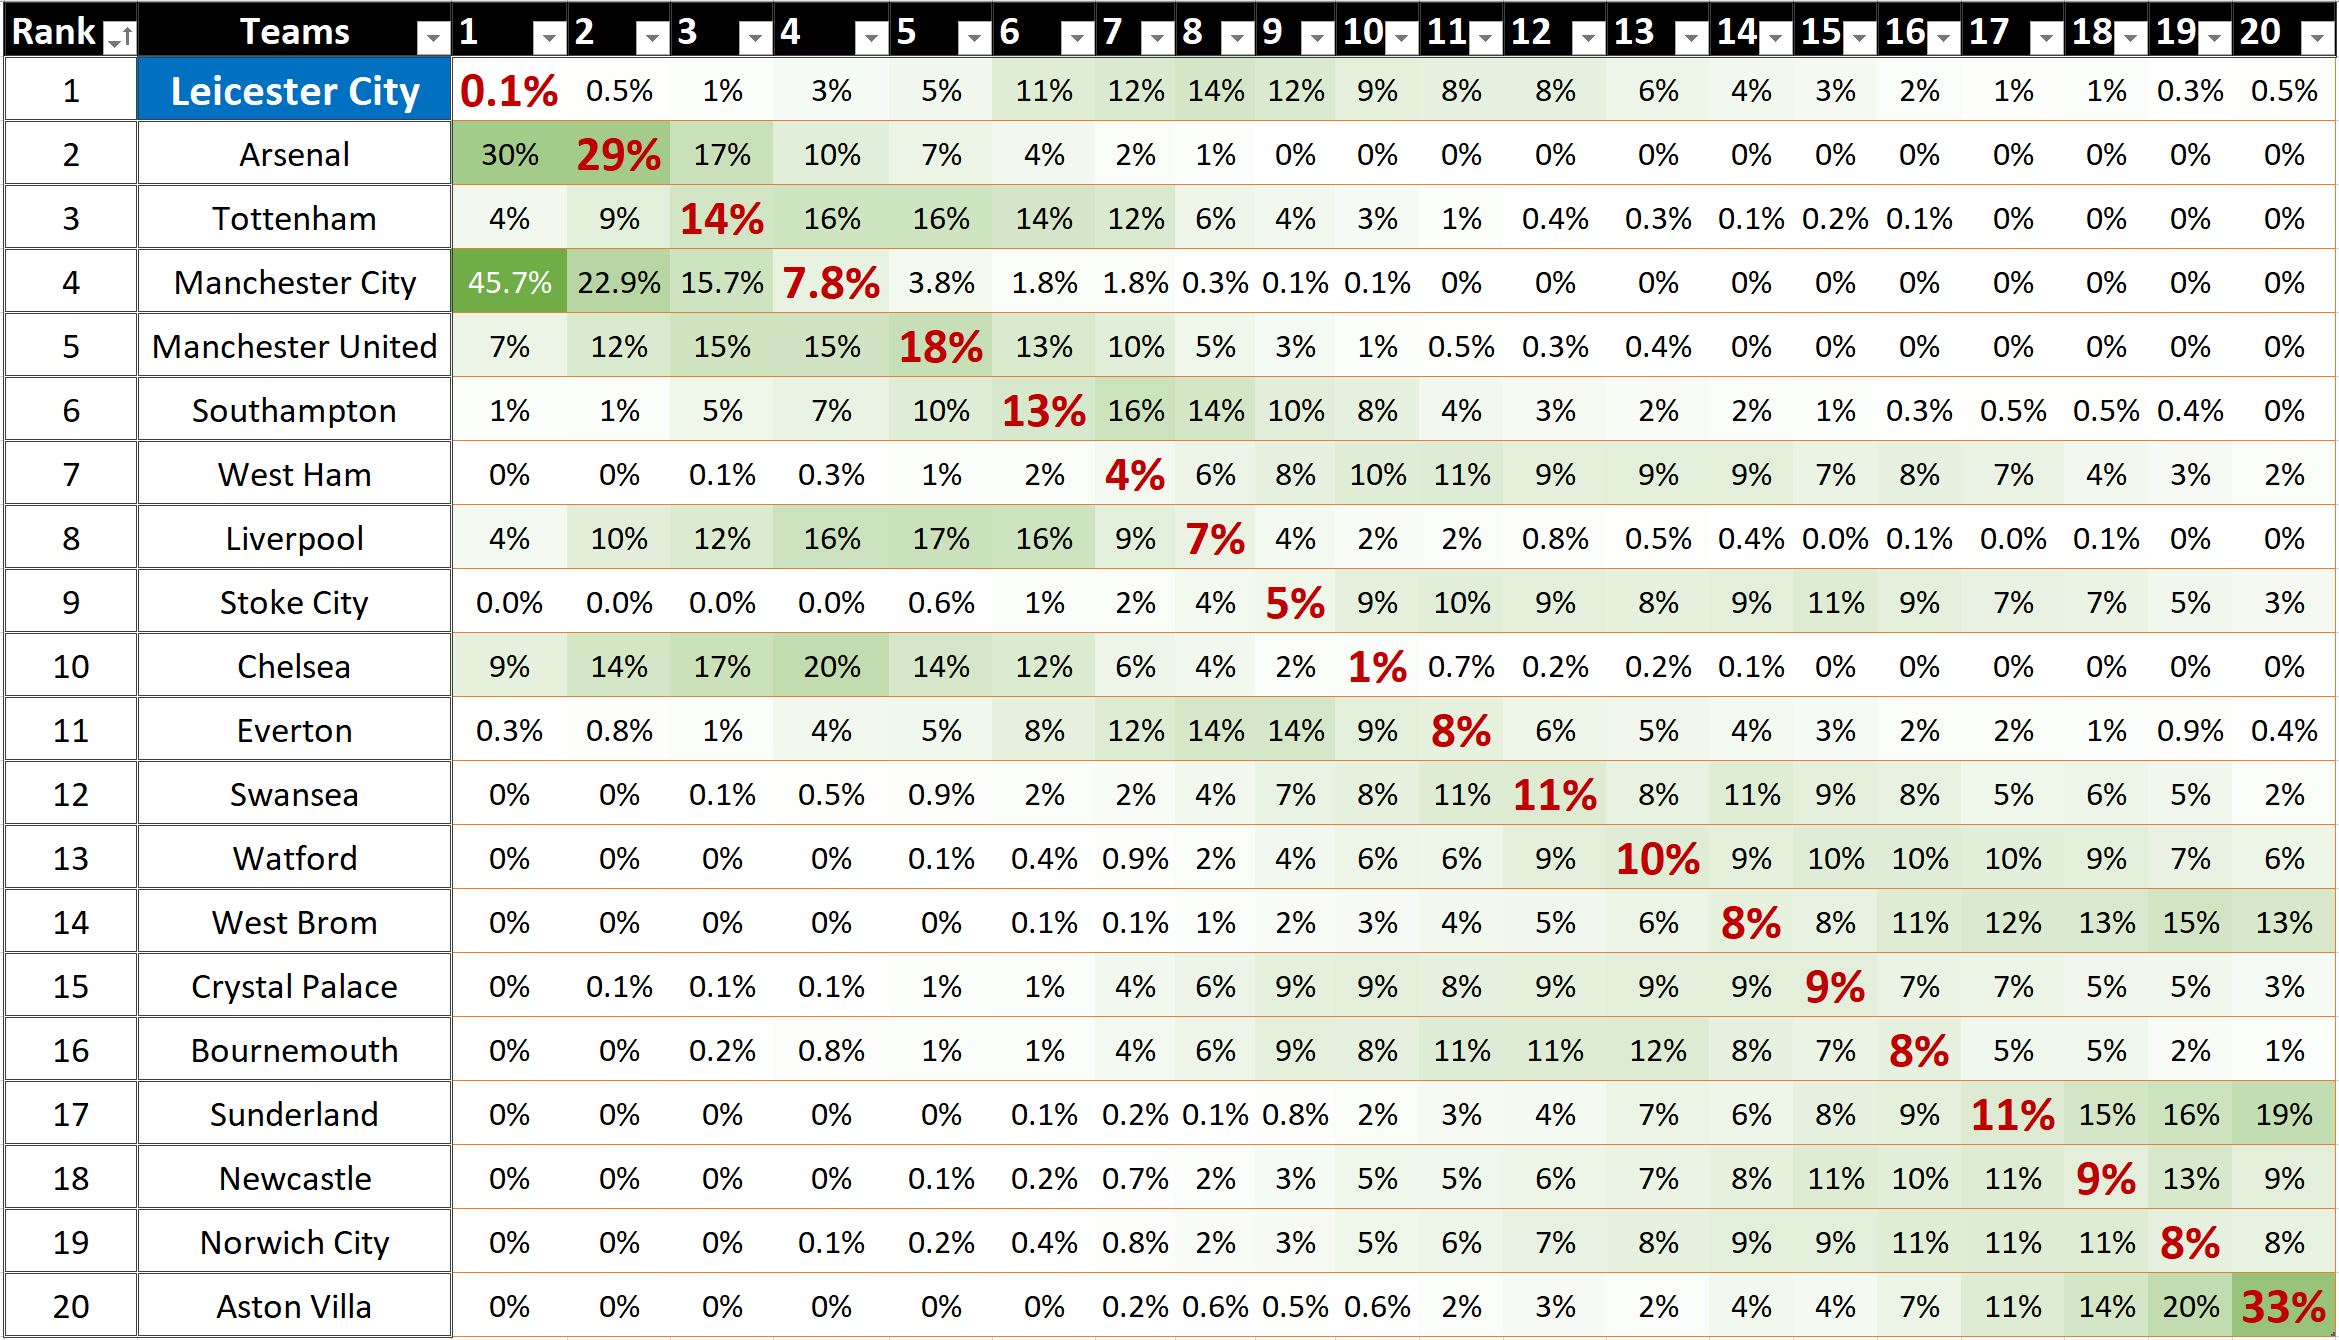 Rank Teams 1 2 3 4 5 6 7 8 9 10 11 12 13 14 15 16 17 18 19 20
1 Leicester City 0.1% 0.5% 1% 3% 5% 11% 12% 14% 12% 9% 8% 8% 6% 4% 3% 2% 1% 1% 0.3% 0.5%
2 Arsenal 30% 29% 17% 10% 7% 4% 2% 1% 0% 0% 0% 0% 0% 0% 0% 0% 0% 0% 0% 0%
3 Tottenham 4% 9% 14% 16% 16% 14% 12% 6% 4% 3% 1% 0.4% 0.3% 0.1% 0.2% 0.1% 0% 0% 0% 0%
4 Manchester City 45.7% 22.9% 15.7% 7.8% 3.8% 1.8% 1.8% 0.3% 0.1% 0.1% 0% 0% 0% 0% 0% 0% 0% 0% 0% 0%
5 Manchester United 7% 12% 15% 15% 18% 13% 10% 5% 3% 1% 0.5% 0.3% 0.4% 0% 0% 0% 0% 0% 0% 0%
6 Southampton 1% 1% 5% 7% 10% 13% 16% 14% 10% 8% 4% 3% 2% 2% 1% 0.3% 0.5% 0.5% 0.4% 0%
7 West Ham 0% 0% 0.1% 0.3% 1% 2% 4% 6% 8% 10% 11% 9% 9% 9% 7% 8% 7% 4% 3% 2%
8 Liverpool 4% 10% 12% 16% 17% 16% 9% 7% 4% 2% 2% 0.8% 0.5% 0.4% 0.0% 0.1% 0.0% 0.1% 0% 0%
9 Stoke City 0.0% 0.0% 0.0% 0.0% 0.6% 1% 2% 4% 5% 9% 10% 9% 8% 9% 11% 9% 7% 7% 5% 3%
10 Chelsea 9% 14% 17% 20% 14% 12% 6% 4% 2% 1% 0.7% 0.2% 0.2% 0.1% 0% 0% 0% 0% 0% 0%
11 Everton 0.3% 0.8% 1% 4% 5% 8% 12% 14% 14% 9% 8% 6% 5% 4% 3% 2% 2% 1% 0.9% 0.4%
12 Swansea 0% 0% 0.1% 0.5% 0.9% 2% 2% 4% 7% 8% 11% 11% 8% 11% 9% 8% 5% 6% 5% 2%
13 Watford 0% 0% 0% 0% 0.1% 0.4% 0.9% 2% 4% 6% 6% 9% 10% 9% 10% 10% 10% 9% 7% 6%
14 West Brom 0% 0% 0% 0% 0% 0.1% 0.1% 1% 2% 3% 4% 5% 6% 8% 8% 11% 12% 13% 15% 13%
15 Crystal Palace 0% 0.1% 0.1% 0.1% 1% 1% 4% 6% 9% 9% 8% 9% 9% 9% 9% 7% 7% 5% 5% 3%
16 Bournemouth 0% 0% 0.2% 0.8% 1% 1% 4% 6% 9% 8% 11% 11% 12% 8% 7% 8% 5% 5% 2% 1%
17 Sunderland 0% 0% 0% 0% 0% 0.1% 0.2% 0.1% 0.8% 2% 3% 4% 7% 6% 8% 9% 11% 15% 16% 19%
18 Newcastle 0% 0% 0% 0% 0.1% 0.2% 0.7% 2% 3% 5% 5% 6% 7% 8% 11% 10% 11% 9% 13% 9%
19 Norwich City 0% 0% 0% 0.1% 0.2% 0.4% 0.8% 2% 3% 5% 6% 7% 8% 9% 9% 11% 11% 11% 8% 8%
20 Aston Villa 0% 0% 0% 0% 0% 0% 0.2% 0.6% 0.5% 0.6% 2% 3% 2% 4% 4% 7% 11% 14% 20% 33%